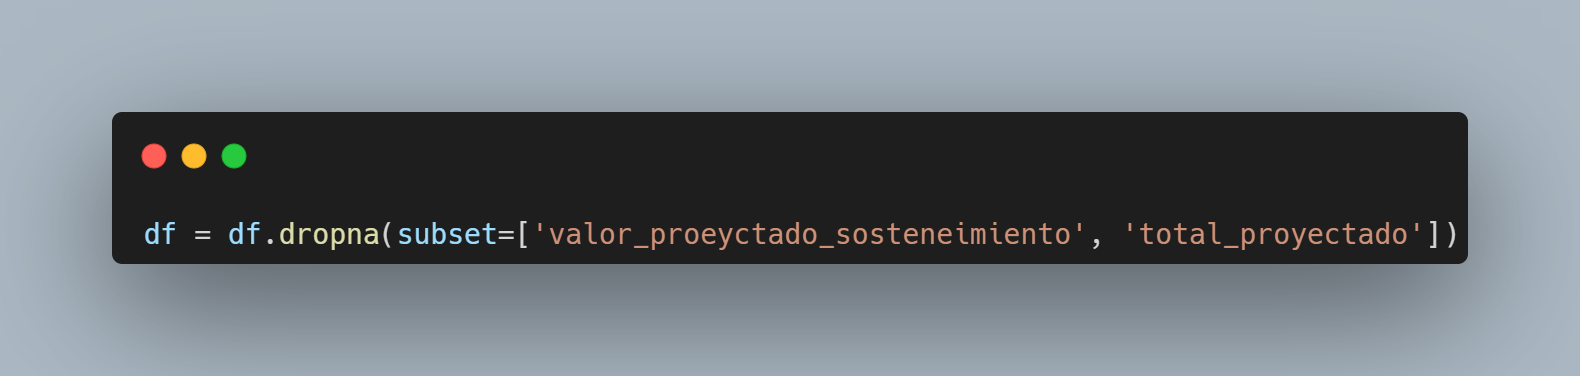 df = df.dropna(subset=['valor_proeyctado_sosteneimiento', 'total_proyectado'])